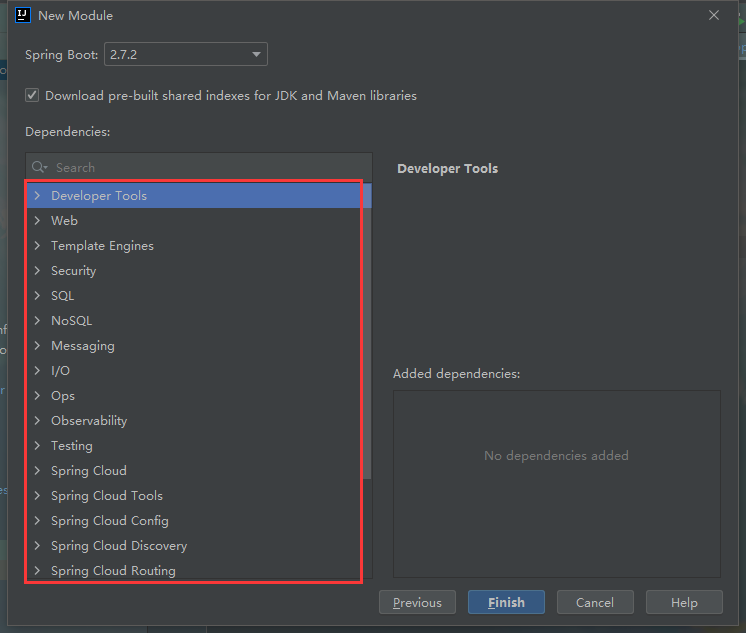 IJ
New Module
Spring Boot: 2.7.2
Download pre-built shared indexes for JDK and Maven libraries
Dependencies:
Search
Developer Tools
Web
Template Engines
Security
SQL
NoSQL
Messaging
I/O
Ops
Observability
Testing
Spring Cloud
Spring Cloud Tools
Spring Cloud Config
Spring Cloud Discovery
Spring Cloud Routing
Developer Tools
Added dependencies:
No dependencies added
Previous
Finish
Cancel
Help